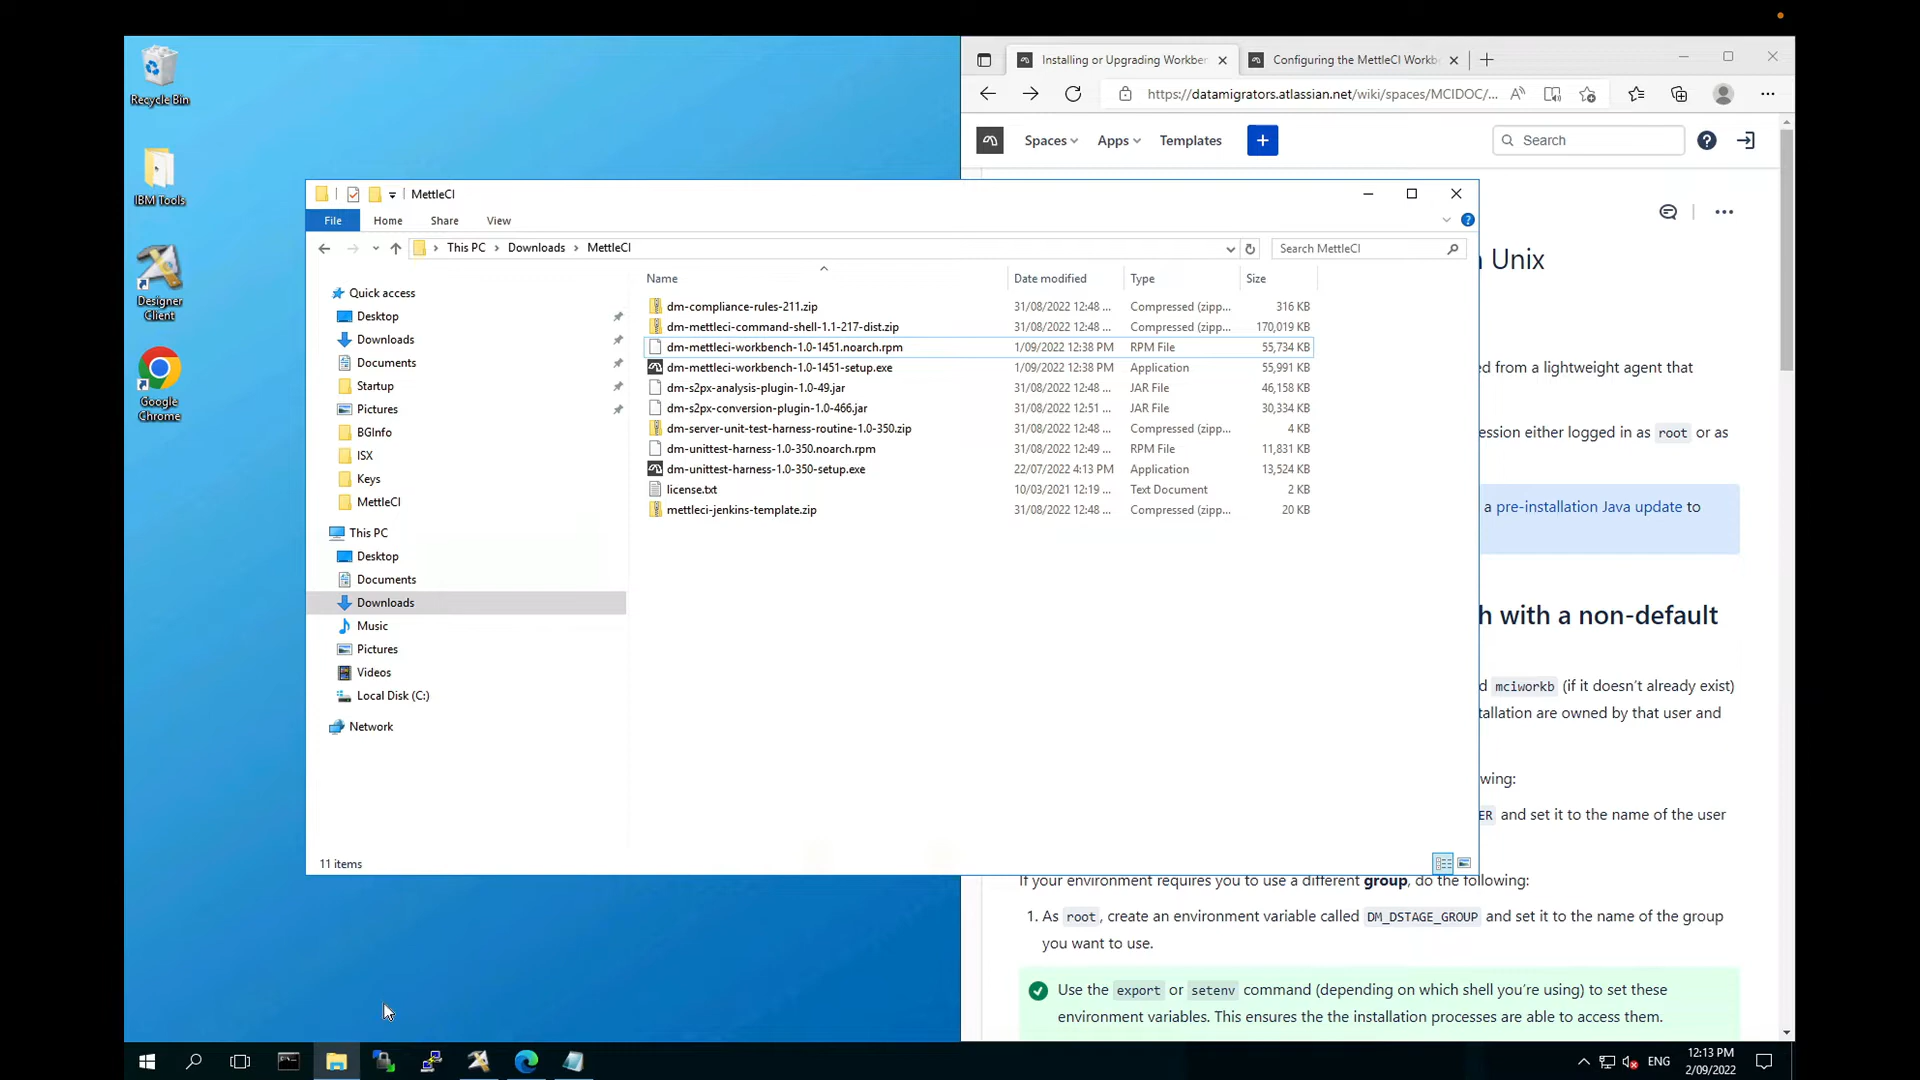 Recycle Bin
IBM Tools
Designer
Client
Google
Chrome
Installing or Upgrading Workben
Configuring the MettleCI Workb
https://datamigrators.atlassian.net/wiki/spaces/MCIDOC/...
Spaces
Apps
Templates
Search
MettleCI
File
Home
Share
View
This PC
Downloads
MettleCI
Search MettleCI
Name
Date modified
Type
Size
dm-compliance-rules-211.zip 31/08/2022 12:48 ... Compressed (zipp... 316 KB
dm-mettleci-command-shell-1.1-217-dist.zip 31/08/2022 12:48 ... Compressed (zipp... 170,019 KB
dm-mettleci-workbench-1.0-1451.noarch.rpm 1/09/2022 12:38 PM RPM File 55,734 KB
dm-mettleci-workbench-1.0-1451-setup.exe 1/09/2022 12:38 PM Application 55,991 KB
dm-s2px-analysis-plugin-1.0-49.jar 31/08/2022 12:48 ... JAR File 46,158 KB
dm-s2px-conversion-plugin-1.0-466.jar 31/08/2022 12:51 ... JAR File 30,334 KB
dm-server-unit-test-harness-routine-1.0-350.zip 31/08/2022 12:48 ... Compressed (zipp... 4 KB
dm-unittest-harness-1.0-350.noarch.rpm 31/08/2022 12:49 ... RPM File 11,831 KB
dm-unittest-harness-1.0-350-setup.exe 22/07/2022 4:13 PM Application 13,524 KB
license.txt 10/03/2021 12:19 ... Text Document 2 KB
mettleci-jenkins-template.zip 31/08/2022 12:48 ... Compressed (zipp... 20 KB
Quick access
Desktop
Downloads
Documents
Startup
Pictures
BGInfo
ISX
Keys
MettleCI
This PC
Desktop
Documents
Downloads
Music
Pictures
Videos
Local Disk (C:)
Network
11 items
Unix
ed from a lightweight agent that
ession either logged in as root or as
a pre-installation Java update to
h with a non-default
d mciworkb (if it doesn't already exist)
tallation are owned by that user and
wing:
ER and set it to the name of the user
If your environment requires you to use a different group, do the following:
1. As root, create an environment variable called DM_DSTAGE_GROUP and set it to the name of the group
you want to use.
Use the export or setenv command (depending on which shell you're using) to set these
environment variables. This ensures the the installation processes are able to access them.
ENG
12:13 PM
2/09/2022